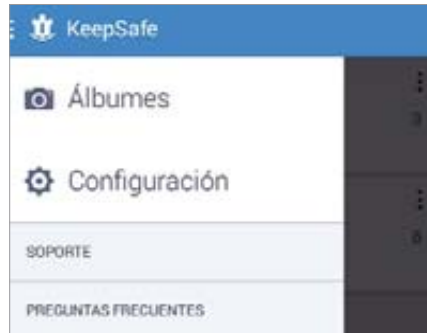 KeepSafe
Álbumes
Configuración
SOPORTE
PREGUNTAS FRECUENTES